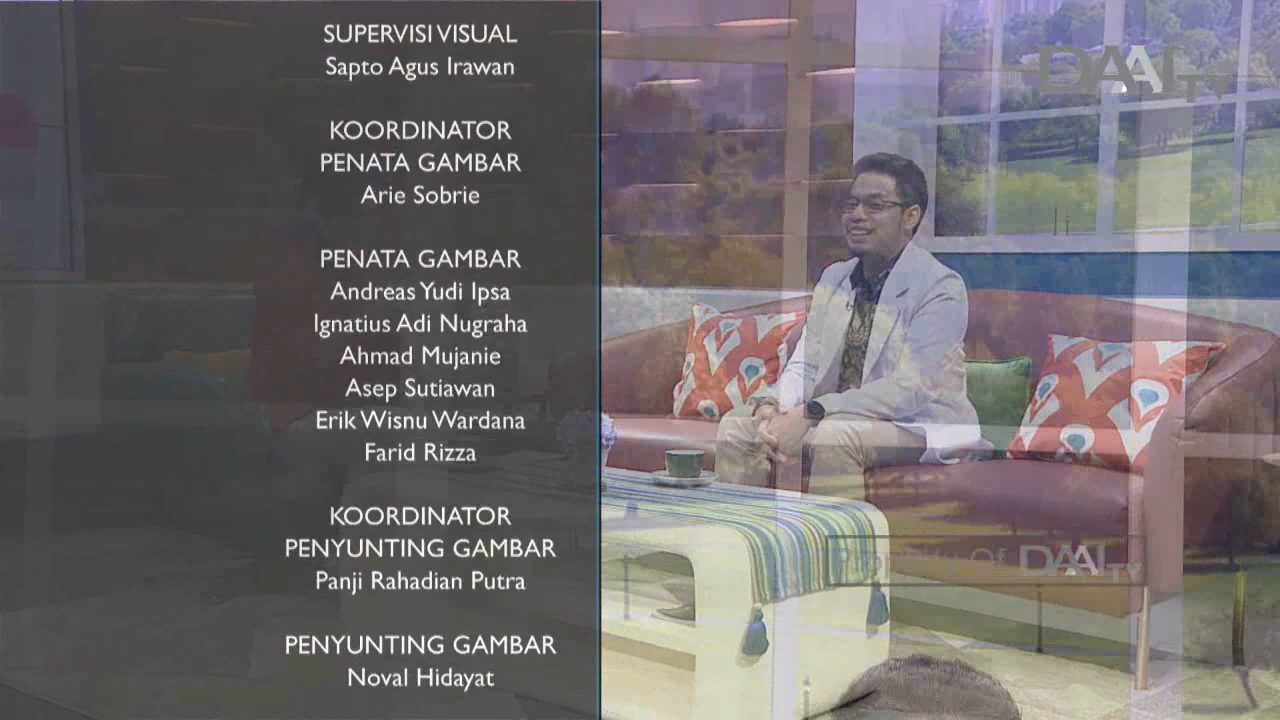 SUPERVISI VISUAL
Sapto Agus Irawan
KOORDINATOR
PENATA GAMBAR
Arie Sobrie
PENATA GAMBAR
Andreas Yudi Ipsa
Ignatius Adi Nugraha
Ahmad Mujanie
Asep Sutiawan
Erik Wisnu Wardana
Farid Rizza
KOORDINATOR
PENYUNTING GAMBAR
Panji Rahadian Putra
PENYUNTING GAMBAR
Noval Hidayat
DAAI TV
Property Of DAAI TV